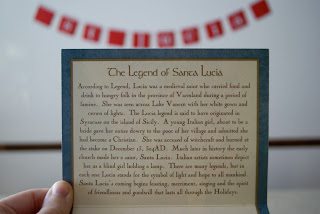 The Legend of Santa Lucia
According to Legend, Lucia was a medieval saint who carried food and
drink to hungry folk in the province of Varmland during a period of
famine. She was seen across Lake Vanern with her white gown and
crown of lights. The Lucia legend is said to have originated in
Syracuse on the island of Sicily. A young Italian girl, about to be a
bride gave her entire dowry to the poor of her village and admitted she
had become a Christian. She was accused of witchcraft and burned at
the stake on December 13, 304AD. Much later in history the early
church made her a saint, Santa Lucia. Italian artists sometimes depict
her as a blind girl holding a lamp. There are many legends, but in
each one Lucia stands for the symbol of light and hope to all mankind.
Santa Lucia's coming begins feasting, merriment, singing and the spirit
of friendliness and goodwill that lasts all through the Holidays.